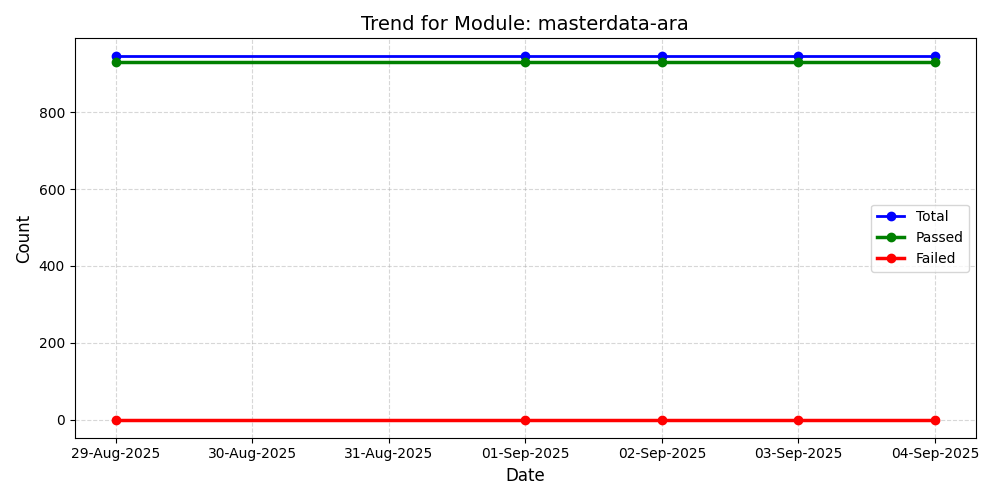 Trend for Module: masterdata-ara
Count
800
600
400
200
0
Total
Passed
Failed
29-Aug-2025
30-Aug-2025
31-Aug-2025
01-Sep-2025
02-Sep-2025
03-Sep-2025
04-Sep-2025
Date